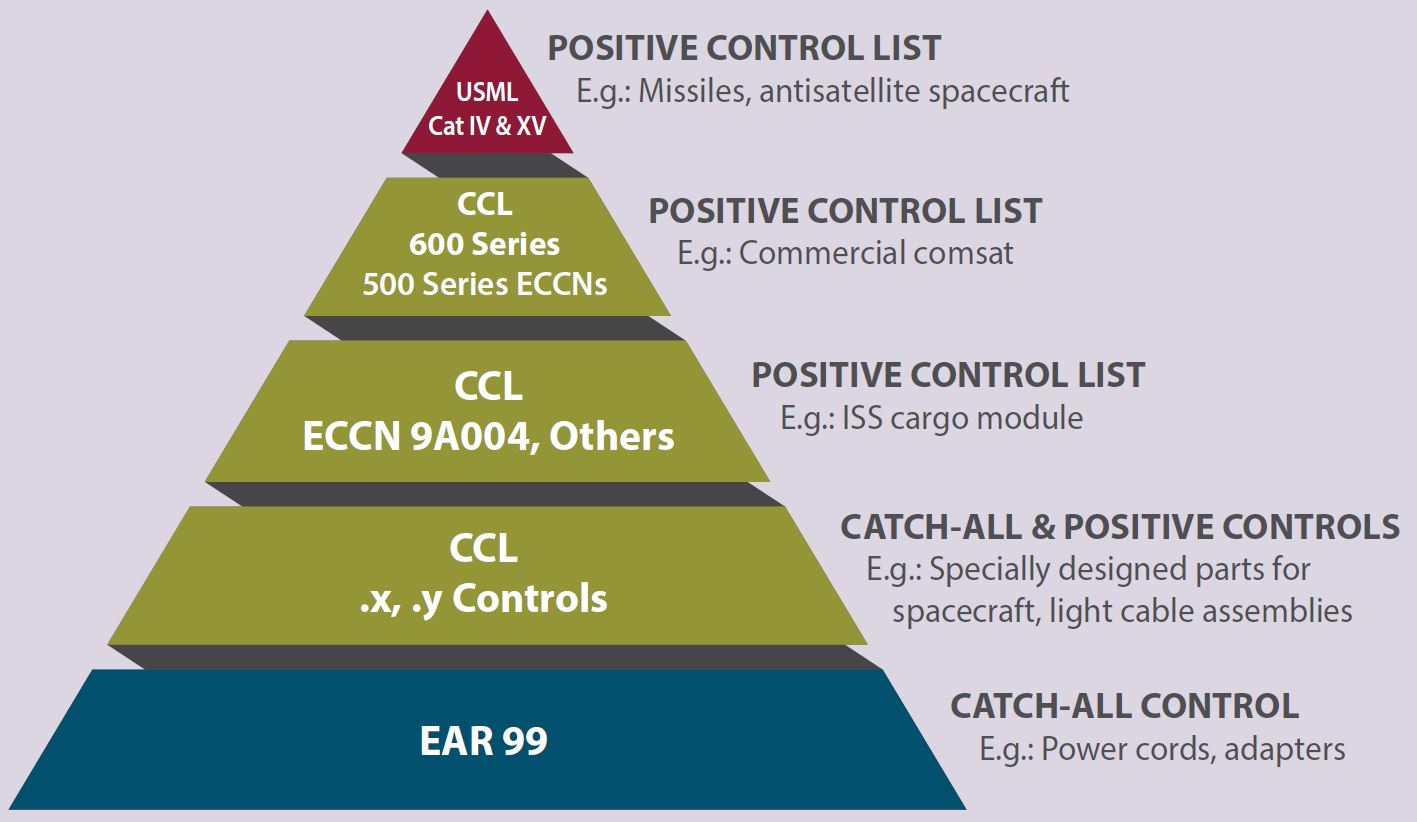 USML
Cat IV & XV
POSITIVE CONTROL LIST
E.g.: Missiles, antisatellite spacecraft
CCL
600 Series
500 Series ECCNs
POSITIVE CONTROL LIST
E.g.: Commercial comsat
CCL
ECCN 9A004, Others
POSITIVE CONTROL LIST
E.g.: ISS cargo module
CCL
.x, .y Controls
CATCH-ALL & POSITIVE CONTROLS
E.g.: Specially designed parts for
spacecraft, light cable assemblies
EAR 99
CATCH-ALL CONTROL
E.g.: Power cords, adapters